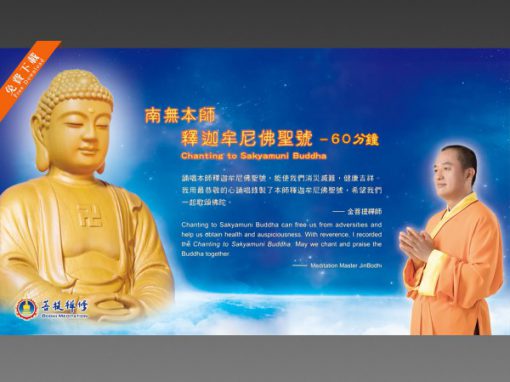 免費下載
Free Download
南無本師
釋迦牟尼佛聖號 – 60分鐘
Chanting to Sakyamuni Buddha
誦唱本師釋迦牟尼佛聖號，能使我們消災滅難，健康吉祥。
我用最恭敬的心誦唱錄製了本師釋迦牟尼佛聖號，希望我們
一起歌頌佛陀。
—— 金菩提禪師
Chanting to Sakyamuni Buddha can free us from adversities and
help us obtain health and auspiciousness. With reverence, I recorded
the Chanting to Sakyamuni Buddha. May we chant and praise the
Buddha together.
—— Meditation Master JinBodhi
菩提禪修
BODHI MEDITATION